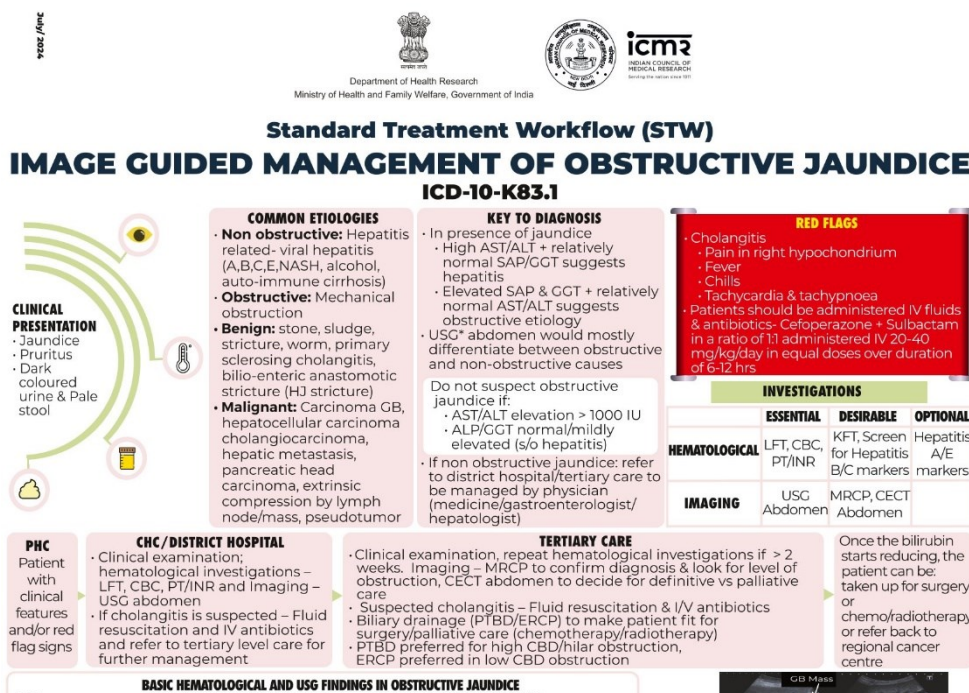 July/ 2024
सत्यमेव जयते
Department of Health Research
Ministry of Health and Family Welfare, Government of India
INDIAN COUNCIL OF MEDICAL RESEARCH
NEW DELHI
icmr
INDIAN COUNCIL OF
MEDICAL RESEARCH
Serving the nation since 1911
Standard Treatment Workflow (STW)
IMAGE GUIDED MANAGEMENT OF OBSTRUCTIVE JAUNDICE
ICD-10-K83.1
CLINICAL
PRESENTATION
• Jaundice
• Pruritus
• Dark
coloured
urine & Pale
stool
COMMON ETIOLOGIES
• Non obstructive: Hepatitis
related- viral hepatitis
(A,B,C,E,NASH, alcohol,
auto-immune cirrhosis)
• Obstructive: Mechanical
obstruction
• Benign: stone, sludge,
stricture, worm, primary
sclerosing cholangitis,
bilio-enteric anastomotic
stricture (HJ stricture)
• Malignant: Carcinoma GB,
hepatocellular carcinoma
cholangiocarcinoma,
hepatic metastasis,
pancreatic head
carcinoma, extrinsic
compression by lymph
node/mass, pseudotumor
KEY TO DIAGNOSIS
• In presence of jaundice
• High AST/ALT + relatively
normal SAP/GGT suggests
hepatitis
• Elevated SAP & GGT + relatively
normal AST/ALT suggests
obstructive etiology
• USG* abdomen would mostly
differentiate between obstructive
and non-obstructive causes
Do not suspect obstructive
jaundice if:
• AST/ALT elevation > 1000 IU
• ALP/GGT normal/mildly
elevated (s/o hepatitis)
• If non obstructive jaundice: refer
to district hospital/tertiary care to
be managed by physician
(medicine/gastroenterologist/
hepatologist)
RED FLAGS
• Cholangitis
• Pain in right hypochondrium
• Fever
• Chills
• Tachycardia & tachypnoea
• Patients should be administered IV fluids
& antibiotics- Cefoperazone + Sulbactam
in a ratio of 1:1 administered IV 20-40
mg/kg/day in equal doses over duration
of 6-12 hrs
INVESTIGATIONS
ESSENTIAL DESIRABLE OPTIONAL
HEMATOLOGICAL LFT, CBC, PT/INR KFT, Screen for Hepatitis B/C markers Hepatitis A/E markers
IMAGING USG Abdomen MRCP, CECT Abdomen
PHC
Patient
with
clinical
features
and/or red
flag signs
CHC/DISTRICT HOSPITAL
• Clinical examination;
hematological investigations –
LFT, CBC, PT/INR and Imaging –
USG abdomen
• If cholangitis is suspected – Fluid
resuscitation and IV antibiotics
and refer to tertiary level care for
further management
TERTIARY CARE
• Clinical examination, repeat hematological investigations if > 2
weeks. Imaging – MRCP to confirm diagnosis & look for level of
obstruction, CECT abdomen to decide for definitive vs palliative
care
• Suspected cholangitis – Fluid resuscitation & I/V antibiotics
• Biliary drainage (PTBD/ERCP) to make patient fit for
surgery/palliative care (chemotherapy/radiotherapy)
• PTBD preferred for high CBD/hilar obstruction,
ERCP preferred in low CBD obstruction
Once the bilirubin
starts reducing, the
patient can be:
taken up for surgery
or
chemo/radiotherapy
or refer back to
regional cancer
centre
BASIC HEMATOLOGICAL AND USG FINDINGS IN OBSTRUCTIVE JAUNDICE
GB Mass